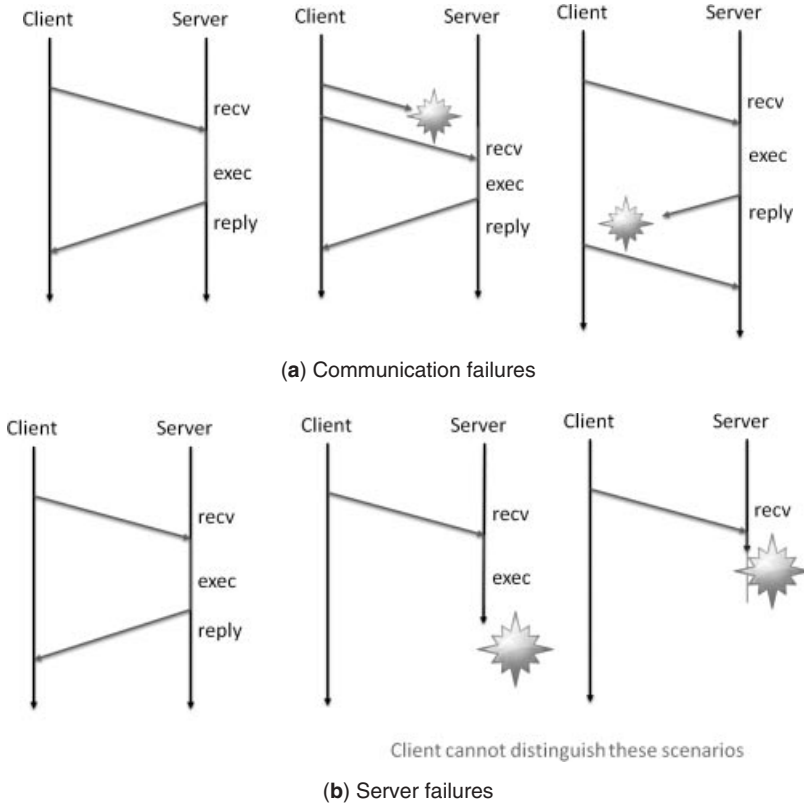 Client Server
recv
exec
reply
Client Server
recv
exec
reply
Client Server
recv
exec
reply
(a) Communication failures
Client Server
recv
exec
reply
Client Server
recv
exec
Client Server
recv
Client cannot distinguish these scenarios
(b) Server failures